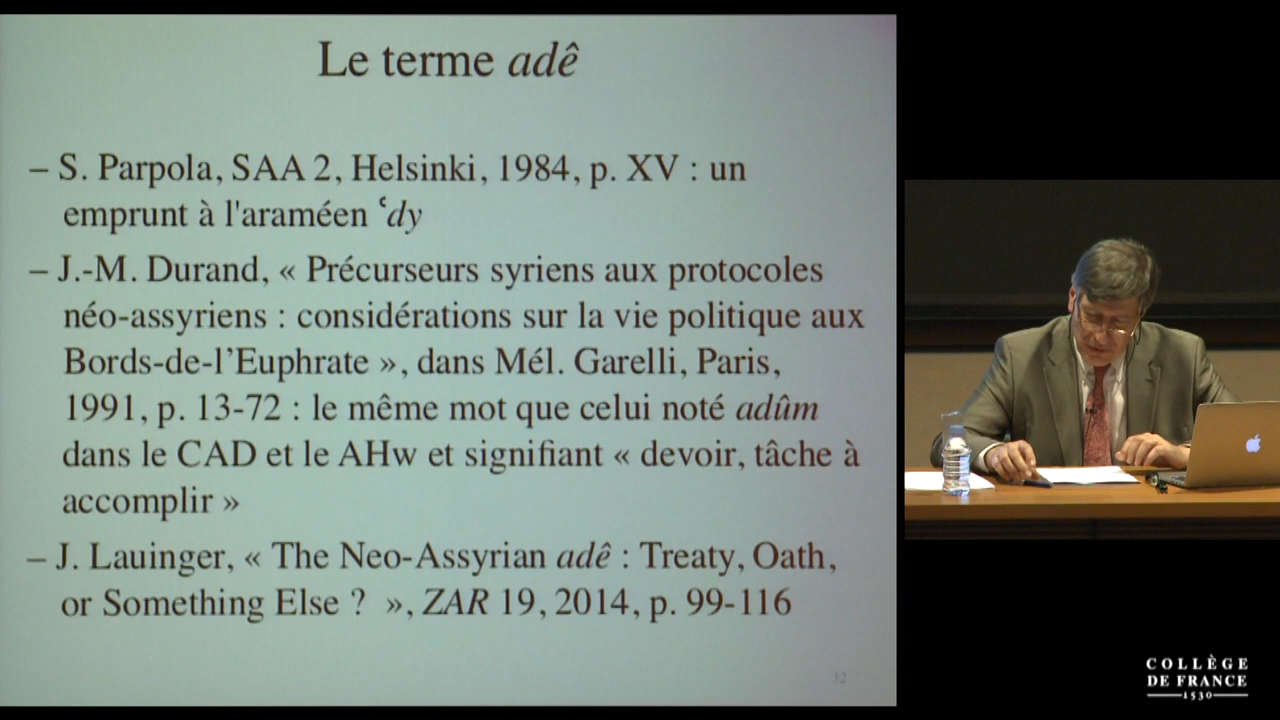 Le terme adê
– S. Parpola, SAA 2, Helsinki, 1984, p. XV : un
emprunt à l'araméen ʿdy
– J.-M. Durand, « Précurseurs syriens aux protocoles
néo-assyriens : considérations sur la vie politique aux
Bords-de-l’Euphrate », dans Mél. Garelli, Paris,
1991, p. 13-72 : le même mot que celui noté adûm
dans le CAD et le AHw et signifiant « devoir, tâche à
accomplir »
– J. Lauinger, « The Neo-Assyrian adê : Treaty, Oath,
or Something Else ? », ZAR 19, 2014, p. 99-116
32
COLLÈGE
DE FRANCE
1530